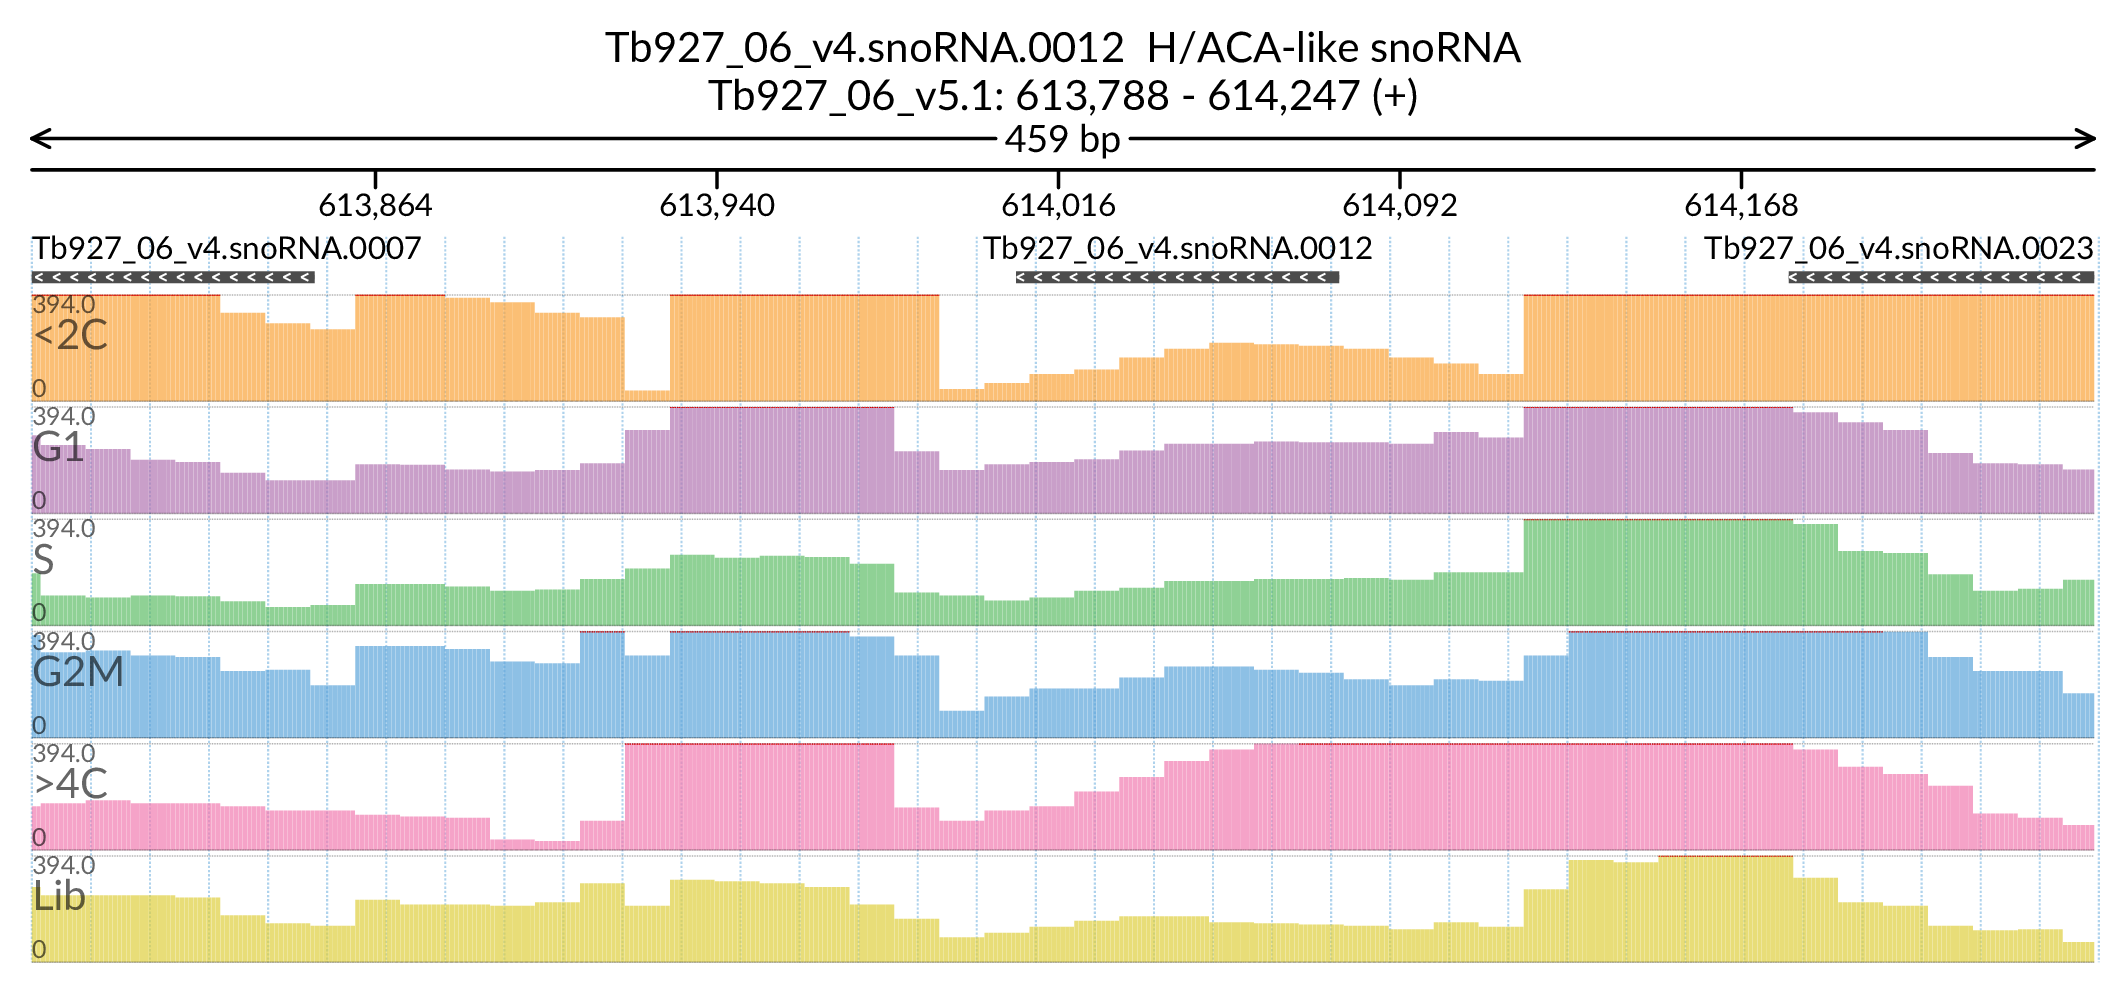 Tb927_06_v4.snoRNA.0012 H/ACA-like snoRNA
Tb927_06_v5.1: 613,788 - 614,247 (+)
459 bp
613,864 613,940 614,016 614,092 614,168
Tb927_06_v4.snoRNA.0007 Tb927_06_v4.snoRNA.0012 Tb927_06_v4.snoRNA.0023
394.0
<2C
0
394.0
G1
0
394.0
S
0
394.0
G2M
0
394.0
>4C
0
394.0
Lib
0